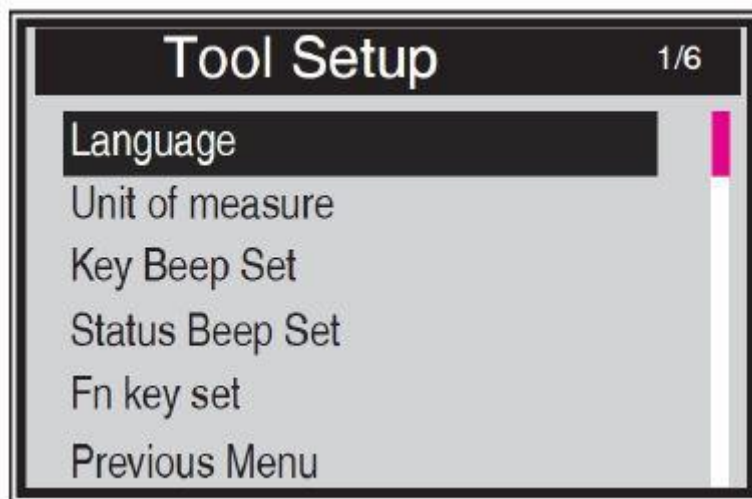 Tool Setup 1/6
Language
Unit of measure
Key Beep Set
Status Beep Set
Fn key set
Previous Menu